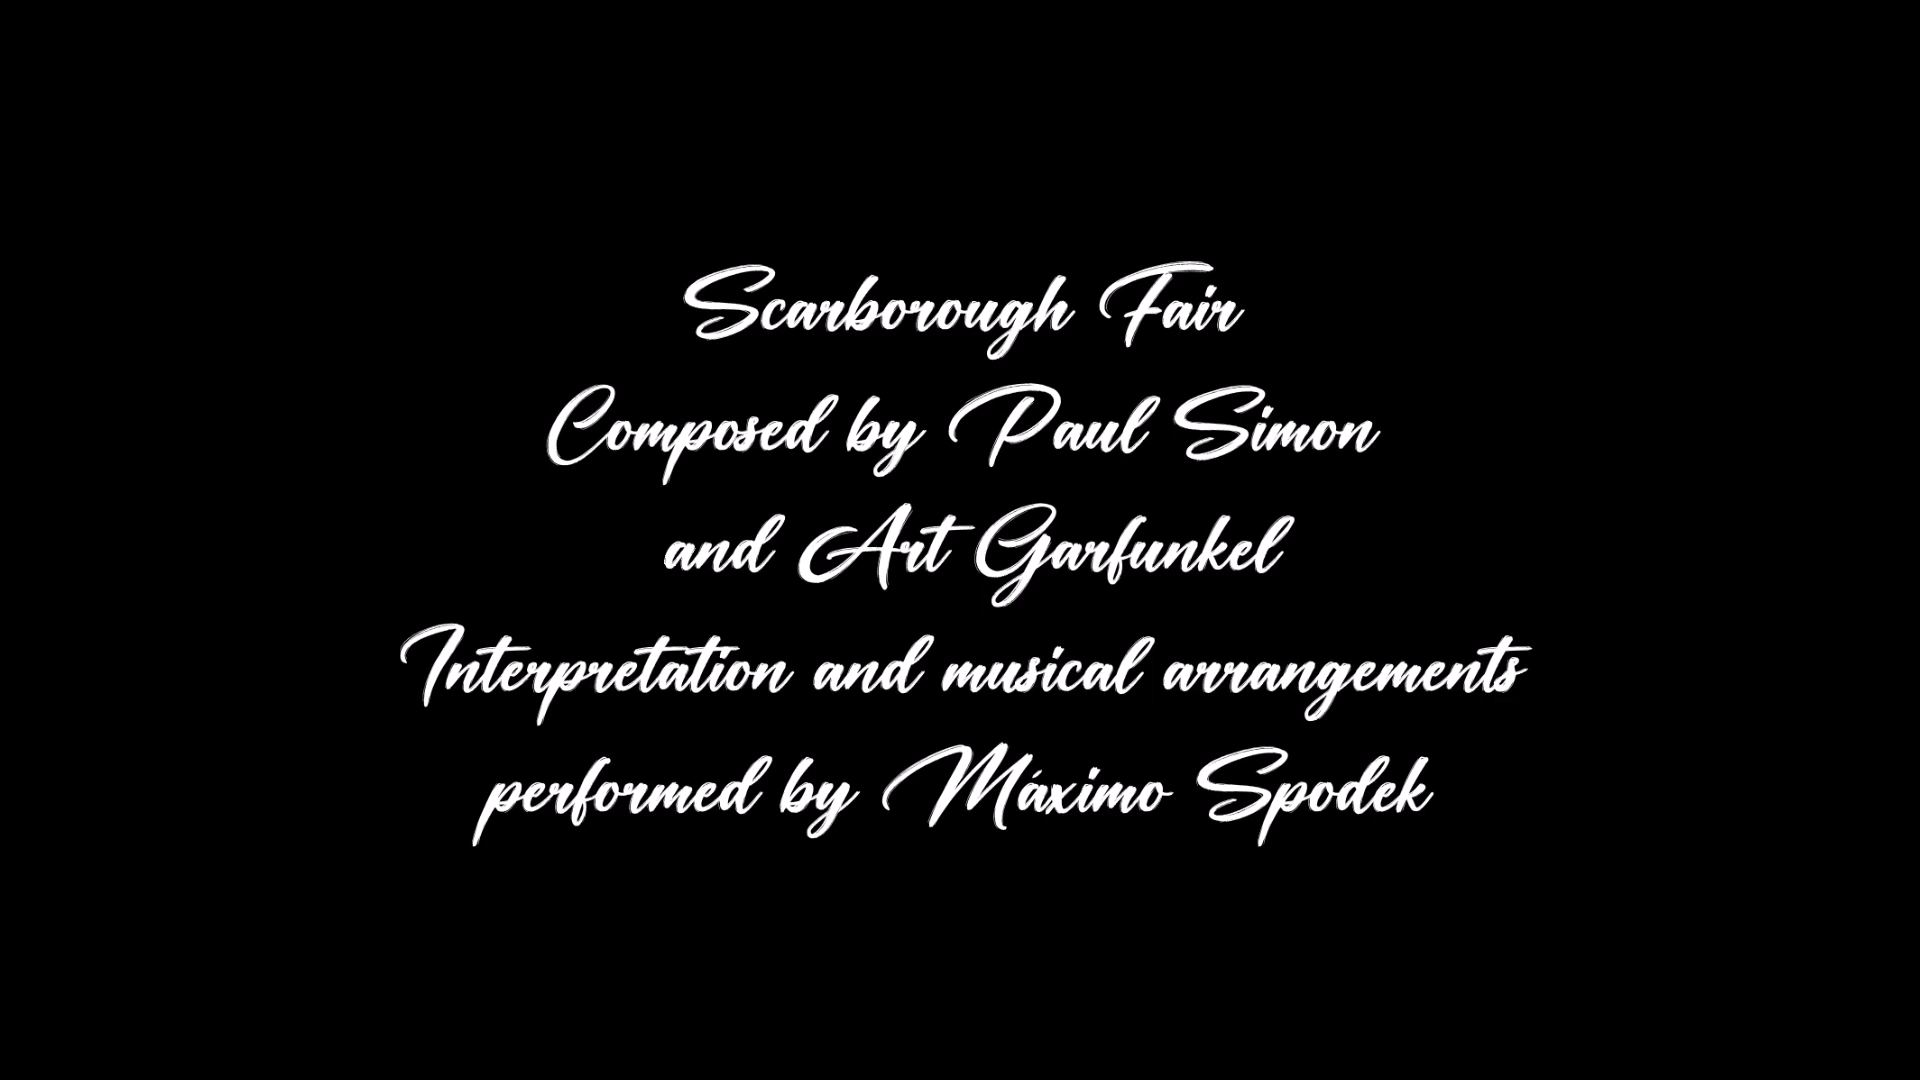 Scarborough Fair
Composed by Paul Simon
and Art Garfunkel
Interpretation and musical arrangements
performed by Máximo Spodek